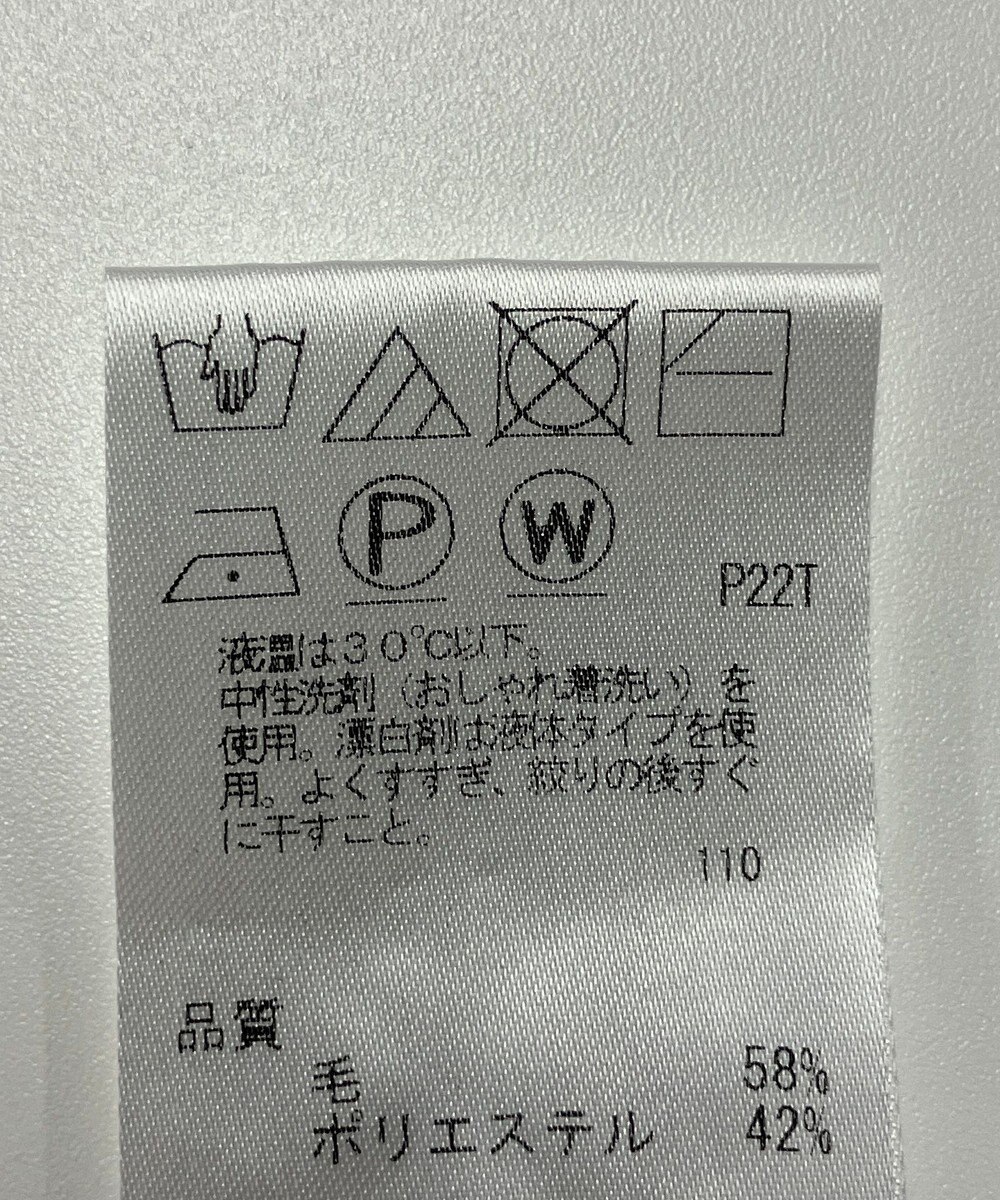 P W
P22T
液温は30℃以下。
中性洗剤（おしゃれ着洗い）を
使用。漂白剤は液体タイプを使
用。よくすすぎ、絞りの後すぐ
に干すこと。
110
品質
毛 58%
ポリエステル 42%